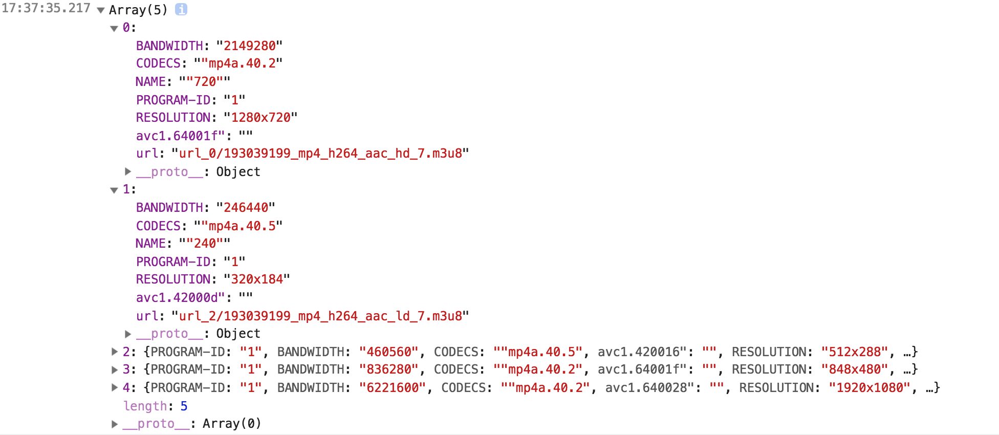 17:37:35.217 ▼ Array(5) i
▼ 0:
BANDWIDTH: "2149280"
CODECS: ""mp4a.40.2"
NAME: ""720""
PROGRAM-ID: "1"
RESOLUTION: "1280x720"
avc1.64001f": ""
url: "url_0/193039199_mp4_h264_aac_hd_7.m3u8"
▶ __proto__: Object
▼ 1:
BANDWIDTH: "246440"
CODECS: ""mp4a.40.5"
NAME: ""240""
PROGRAM-ID: "1"
RESOLUTION: "320x184"
avc1.42000d": ""
url: "url_2/193039199_mp4_h264_aac_ld_7.m3u8"
▶ __proto__: Object
▶ 2: {PROGRAM-ID: "1", BANDWIDTH: "460560", CODECS: ""mp4a.40.5", avc1.420016": "", RESOLUTION: "512x288", …}
▶ 3: {PROGRAM-ID: "1", BANDWIDTH: "836280", CODECS: ""mp4a.40.2", avc1.64001f": "", RESOLUTION: "848x480", …}
▶ 4: {PROGRAM-ID: "1", BANDWIDTH: "6221600", CODECS: ""mp4a.40.2", avc1.640028": "", RESOLUTION: "1920x1080", …}
length: 5
▶ __proto__: Array(0)